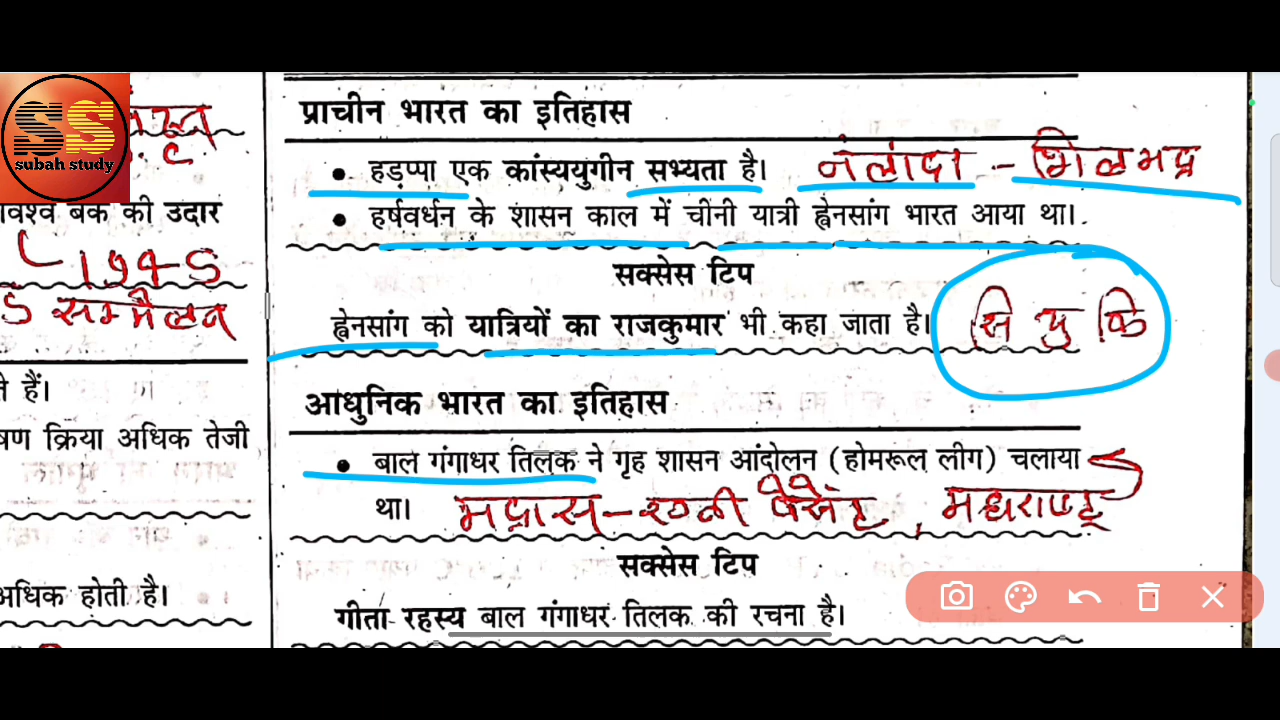 SS
subah study
विश्व बैंक की उदार
1945
सम्मेलन
ते हैं।
षण क्रिया अधिक तेजी
अधिक होती है।
प्राचीन भारत का इतिहास
• हड़प्पा एक कांस्ययुगीन सभ्यता है। नलांदा – शिलभद्र
• हर्षवर्धन के शासन काल में चीनी यात्री ह्वेनसांग भारत आया था।
सक्सेस टिप
ह्वेनसांग को यात्रियों का राजकुमार भी कहा जाता है। सि यु कि
आधुनिक भारत का इतिहास
• बाल गंगाधर तिलक ने गृह शासन आंदोलन (होमरूल लीग) चलाया
था। मद्रास – एनी बेसेंट, महाराष्ट्र
सक्सेस टिप
गीता रहस्य बाल गंगाधर तिलक की रचना है।